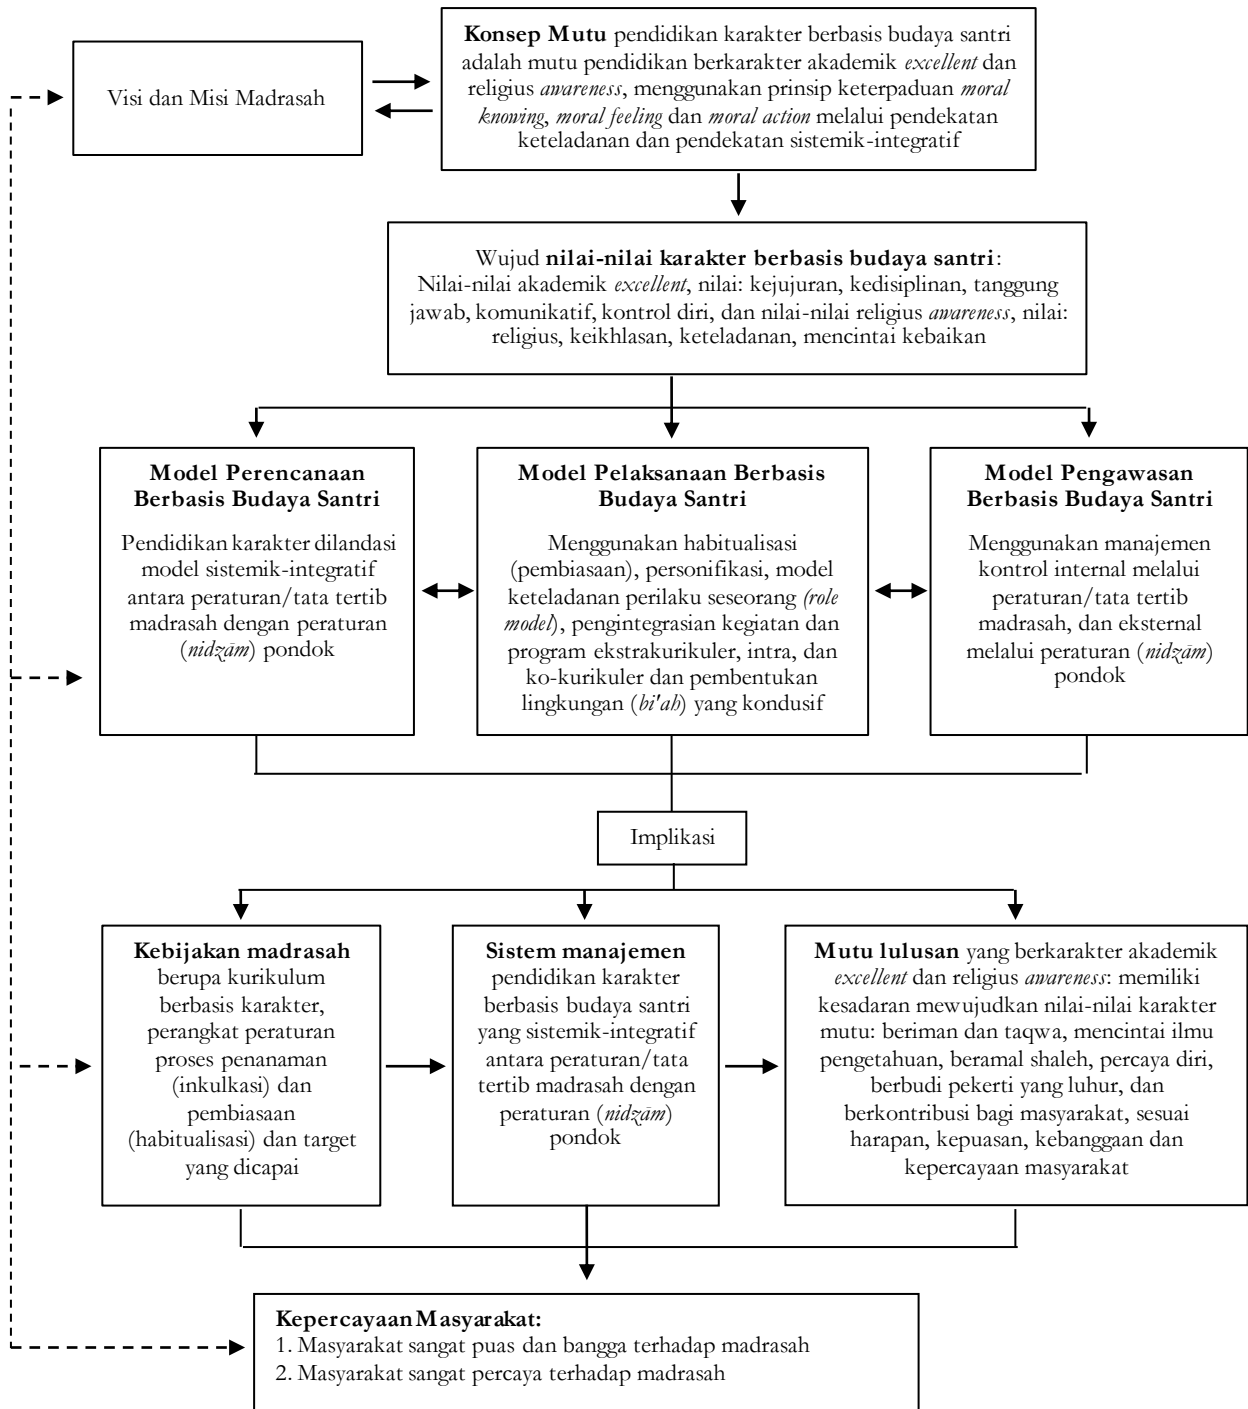 Visi dan Misi Madrasah
Konsep Mutu pendidikan karakter berbasis budaya santri
adalah mutu pendidikan berkarakter akademik excellent dan
religius awareness, menggunakan prinsip keterpaduan moral
knowing, moral feeling dan moral action melalui pendekatan
keteladanan dan pendekatan sistemik-integratif
Wujud nilai-nilai karakter berbasis budaya santri:
Nilai-nilai akademik excellent, nilai: kejujuran, kedisiplinan, tanggung
jawab, komunikatif, kontrol diri, dan nilai-nilai religius awareness, nilai:
religius, keikhlasan, keteladanan, mencintai kebaikan
Model Perencanaan
Berbasis Budaya Santri
Pendidikan karakter dilandasi
model sistemik-integratif
antara peraturan/tata tertib
madrasah dengan peraturan
(nidzām) pondok
Model Pelaksanaan Berbasis
Budaya Santri
Menggunakan habitualisasi
(pembiasaan), personifikasi, model
keteladanan perilaku seseorang (role
model), pengintegrasian kegiatan dan
program ekstrakurikuler, intra, dan
ko-kurikuler dan pembentukan
lingkungan (bi'ah) yang kondusif
Model Pengawasan
Berbasis Budaya Santri
Menggunakan manajemen
kontrol internal melalui
peraturan/tata tertib
madrasah, dan eksternal
melalui peraturan (nidzām)
pondok
Implikasi
Kebijakan madrasah
berupa kurikulum
berbasis karakter,
perangkat peraturan
proses penanaman
(inkulkasi) dan
pembiasaan
(habitualisasi) dan target
yang dicapai
Sistem manajemen
pendidikan karakter
berbasis budaya santri
yang sistemik-integratif
antara peraturan/tata
tertib madrasah dengan
peraturan (nidzām)
pondok
Mutu lulusan yang berkarakter akademik
excellent dan religius awareness: memiliki
kesadaran mewujudkan nilai-nilai karakter
mutu: beriman dan taqwa, mencintai ilmu
pengetahuan, beramal shaleh, percaya diri,
berbudi pekerti yang luhur, dan
berkontribusi bagi masyarakat, sesuai
harapan, kepuasan, kebanggaan dan
kepercayaan masyarakat
Kepercayaan Masyarakat:
1. Masyarakat sangat puas dan bangga terhadap madrasah
2. Masyarakat sangat percaya terhadap madrasah